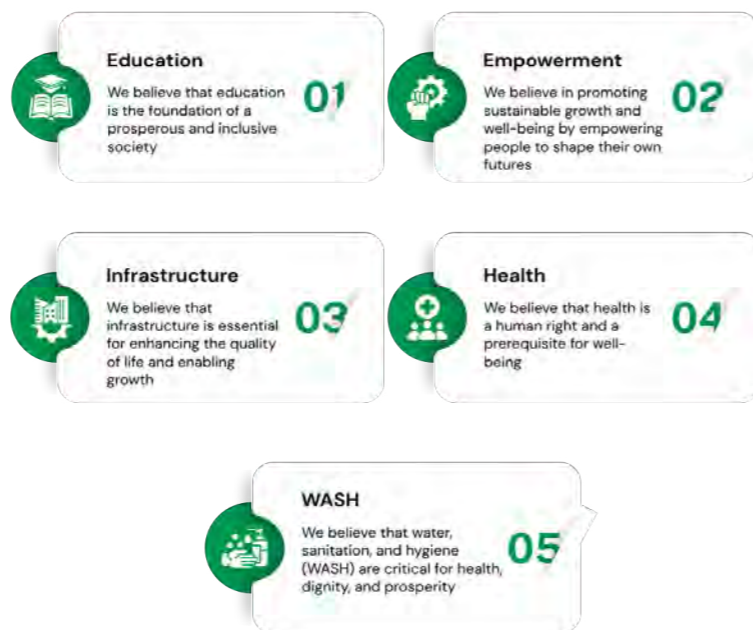 Education
We believe that education
is the foundation of a
prosperous and inclusive
society
01
Empowerment
We believe in promoting
sustainable growth and
well-being by empowering
people to shape their own
futures
02
Infrastructure
We believe that
infrastructure is essential
for enhancing the quality
of life and enabling
growth
03
Health
We believe that health is
a human right and a
prerequisite for well-
being
04
WASH
We believe that water,
sanitation, and hygiene
(WASH) are critical for health,
dignity, and prosperity
05